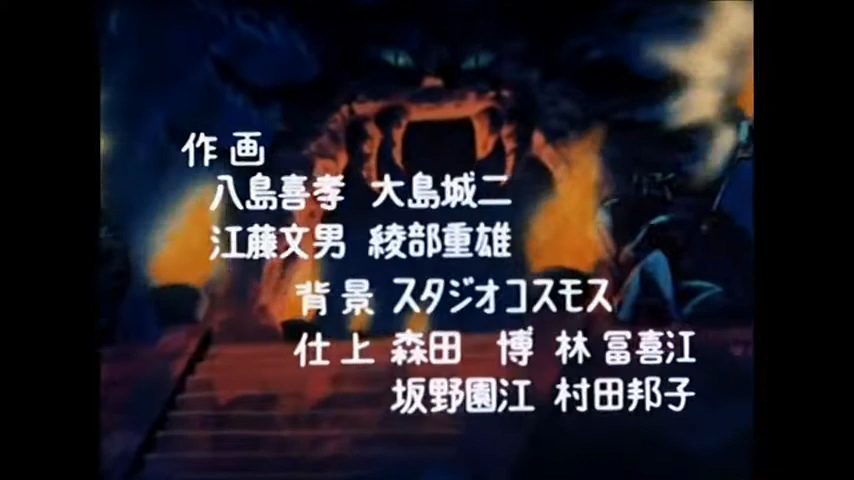 作画
八島喜孝 大島城二
江藤文男 綾部重雄
背景 スタジオコスモス
仕上 森田 博 林 冨喜江
坂野園江 村田邦子